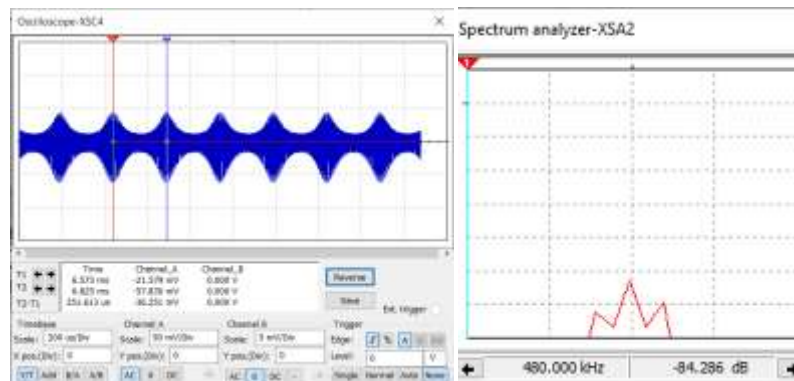 Oscilloscope-XSC4
Time Channel_A Channel_B
T1 6.573 ms -21.579 mV 0.000 V
T2 6.825 ms -57.830 mV 0.000 V
T2-T1 251.613 us -36.251 mV 0.000 V
Reverse
Save
Ext. trigger
Timebase Channel A Channel B Trigger
Scale: 200 us/Div Scale: 50 mV/Div Scale: 5 mV/Div Edge: A
X pos.(Div): 0 Y pos.(Div): 0 Y pos.(Div): 0 Level: 0 V
Y/T Add B/A A/B AC 0 DC AC 0 DC - Single Normal Auto None
Spectrum analyzer-XSA2
1
480.000 kHz -84.286 dB